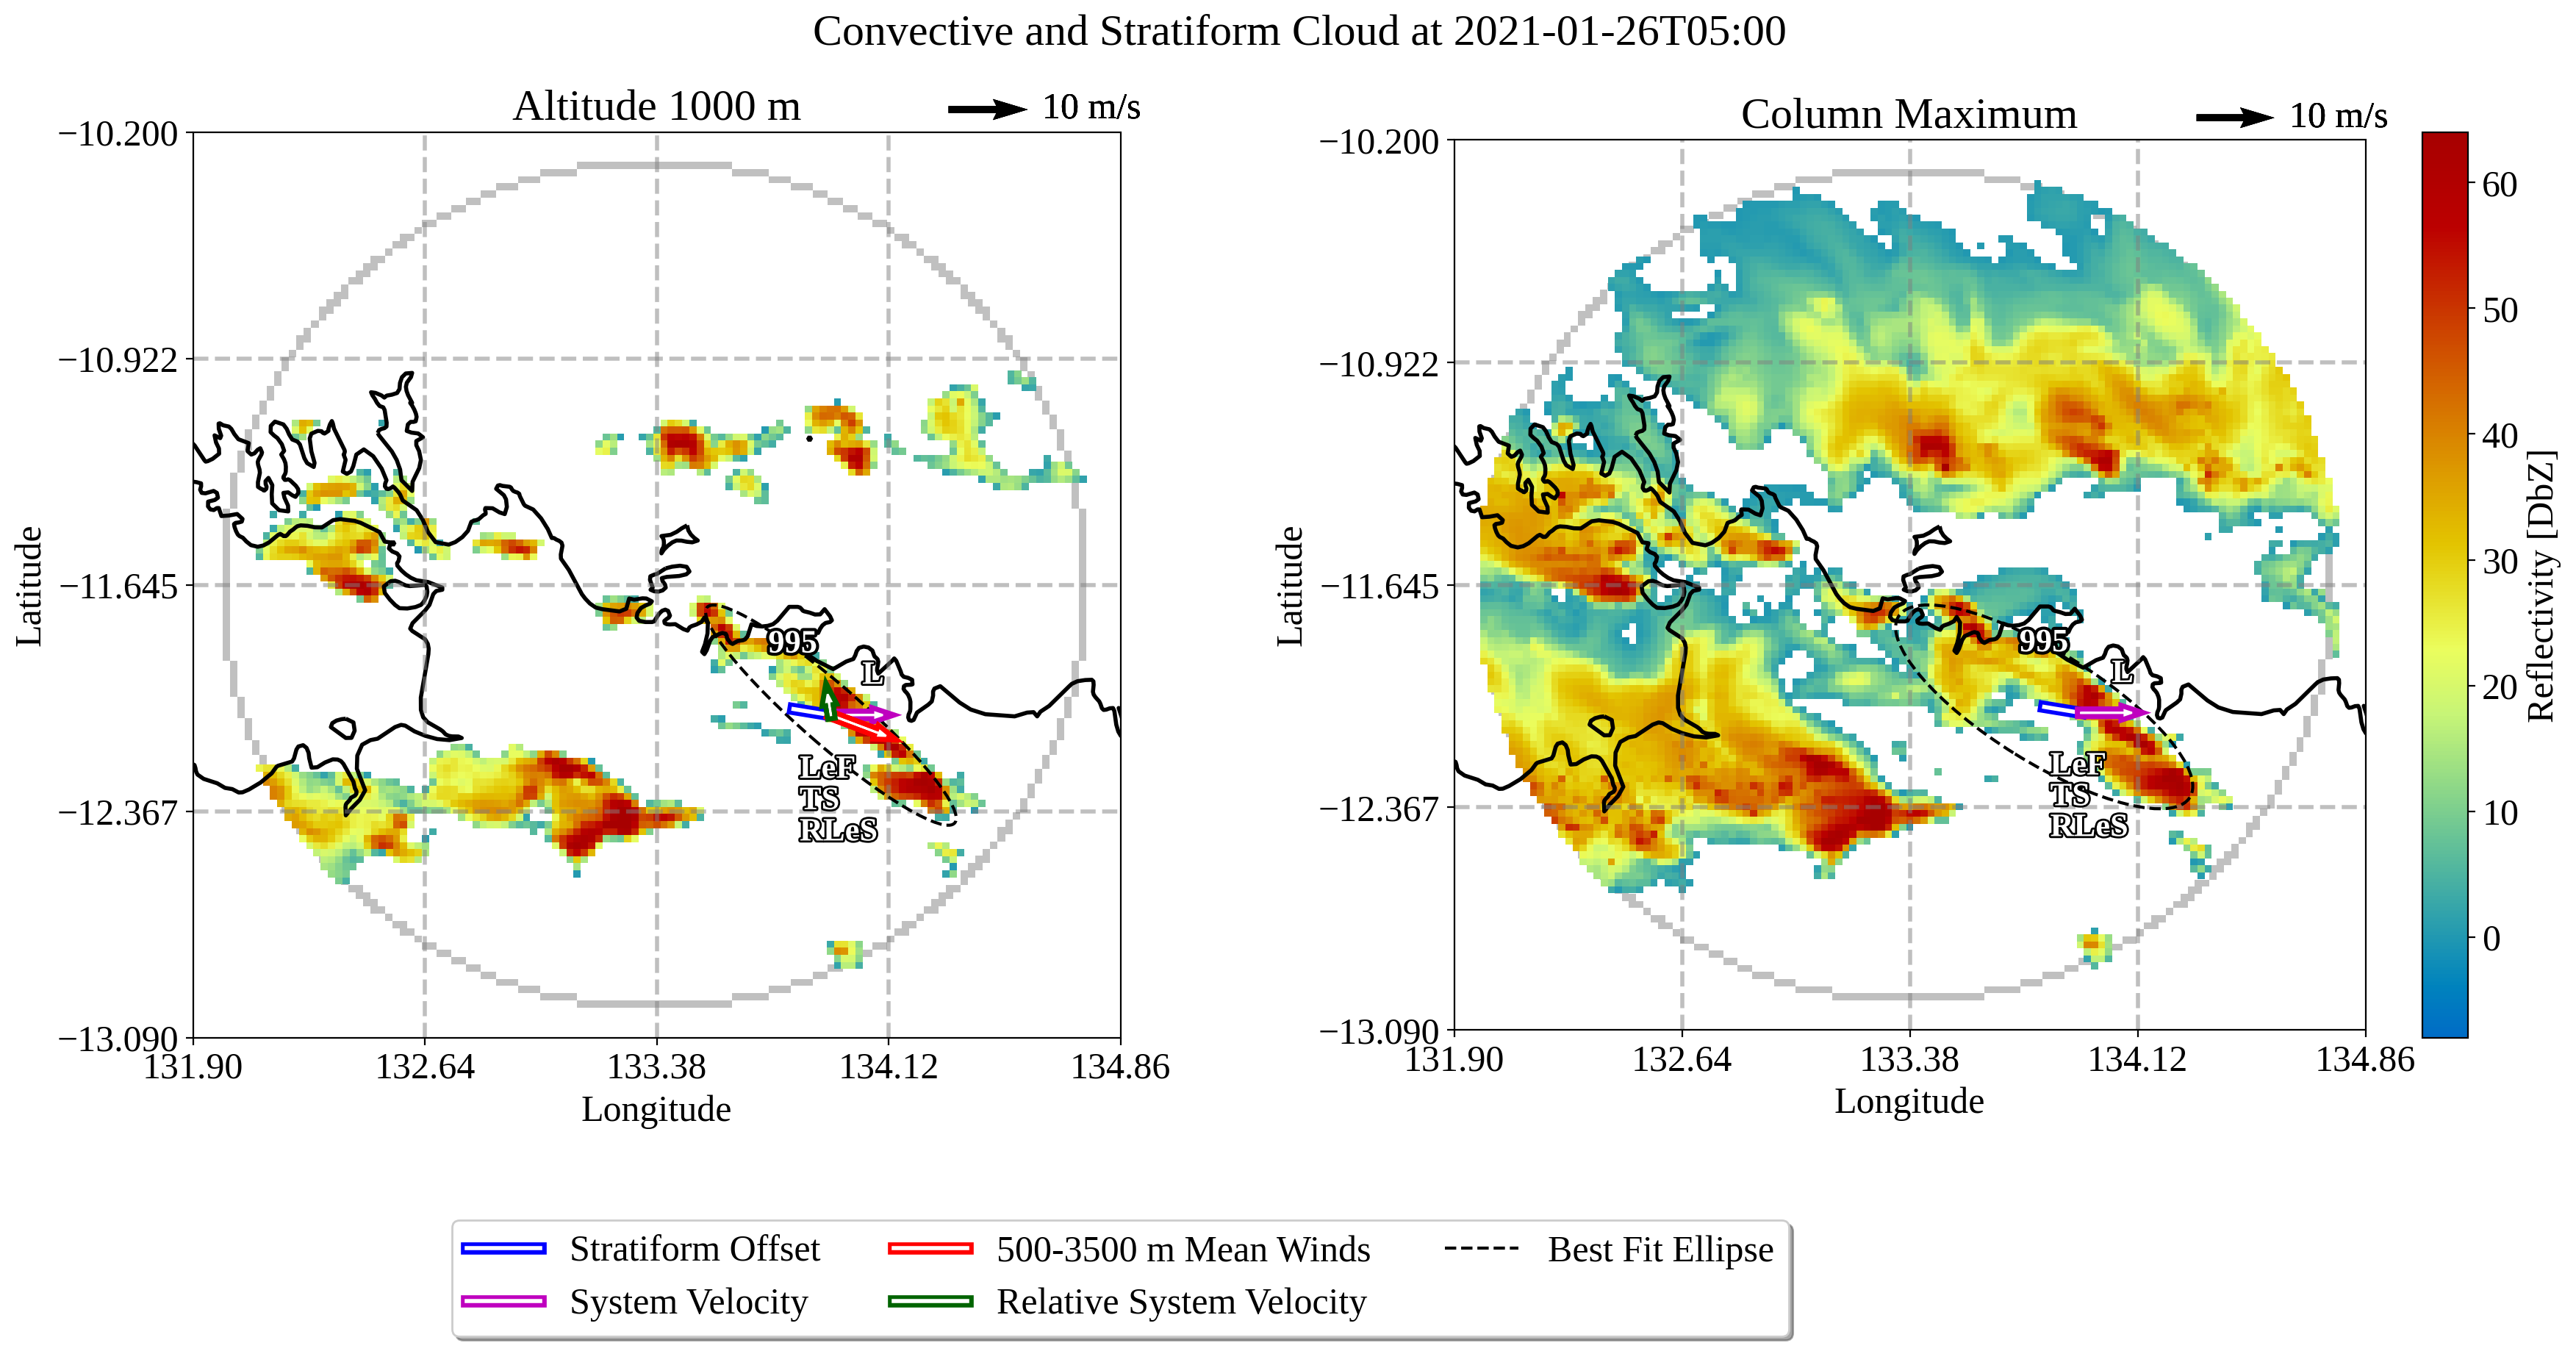 Convective and Stratiform Cloud at 2021-01-26T05:00
Altitude 1000 m
10 m/s
−10.200
−10.922
−11.645
−12.367
−13.090
Latitude
131.90
132.64
133.38
134.12
134.86
Longitude
995
L
LeF
TS
RLeS
Column Maximum
10 m/s
−10.200
−10.922
−11.645
−12.367
−13.090
Latitude
131.90
132.64
133.38
134.12
134.86
Longitude
995
L
LeF
TS
RLeS
60
50
40
30
20
10
0
Reflectivity [DbZ]
Stratiform Offset
System Velocity
500-3500 m Mean Winds
Relative System Velocity
Best Fit Ellipse